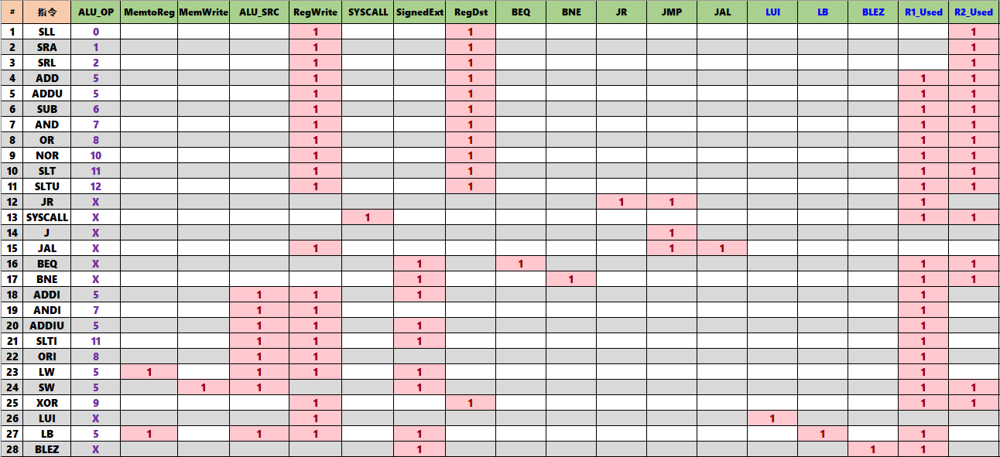 # 指令 ALU_OP MemtoReg MemWrite ALU_SRC RegWrite SYSCALL SignedExt RegDst BEQ BNE JR JMP JAL LUI LB BLEZ R1_Used R2_Used
1 SLL 0 1 1 1
2 SRA 1 1 1 1
3 SRL 2 1 1 1
4 ADD 5 1 1 1 1
5 ADDU 5 1 1 1 1
6 SUB 6 1 1 1 1
7 AND 7 1 1 1 1
8 OR 8 1 1 1 1
9 NOR 10 1 1 1 1
10 SLT 11 1 1 1 1
11 SLTU 12 1 1 1 1
12 JR X 1 1 1
13 SYSCALL X 1 1 1
14 J X 1
15 JAL X 1 1 1
16 BEQ X 1 1 1 1
17 BNE X 1 1 1 1
18 ADDI 5 1 1 1 1
19 ANDI 7 1 1 1
20 ADDIU 5 1 1 1 1
21 SLTI 11 1 1 1 1
22 ORI 8 1 1 1
23 LW 5 1 1 1 1 1
24 SW 5 1 1 1 1 1
25 XOR 9 1 1 1 1
26 LUI X 1 1
27 LB 5 1 1 1 1 1 1
28 BLEZ X 1 1 1